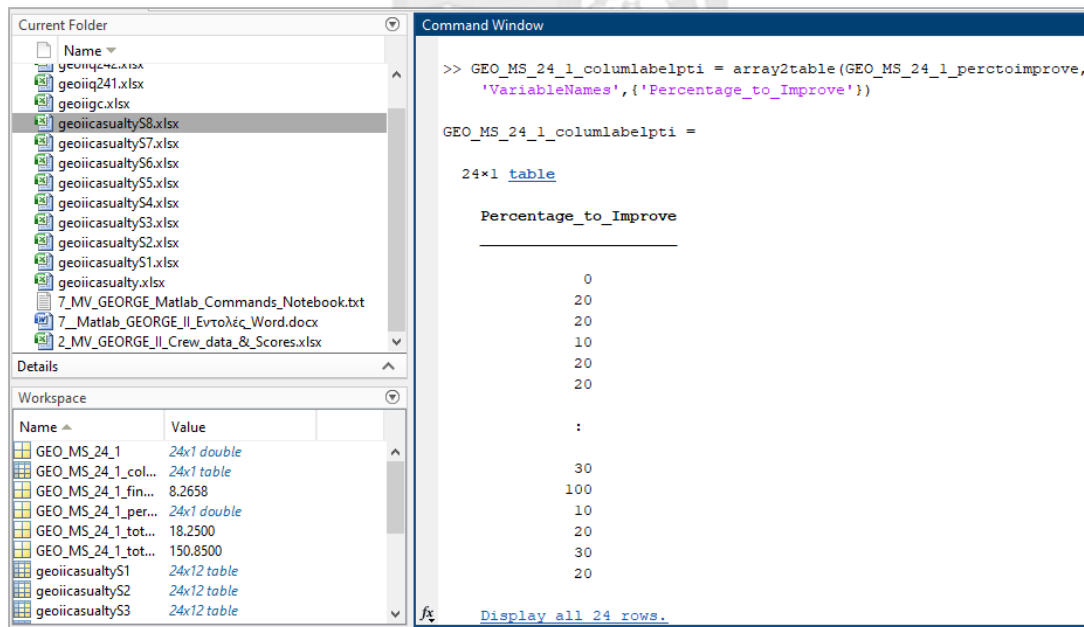 Current Folder
Name
geoiiq242.xlsx
geoiiq241.xlsx
geoiigc.xlsx
geoiicasualtyS8.xlsx
geoiicasualtyS7.xlsx
geoiicasualtyS6.xlsx
geoiicasualtyS5.xlsx
geoiicasualtyS4.xlsx
geoiicasualtyS3.xlsx
geoiicasualtyS2.xlsx
geoiicasualtyS1.xlsx
geoiicasualty.xlsx
7_MV_GEORGE_Matlab_Commands_Notebook.txt
7__Matlab_GEORGE_II_Εντολές_Word.docx
2_MV_GEORGE_II_Crew_data_&_Scores.xlsx
Details
Workspace
Name Value
GEO_MS_24_1 24x1 double
GEO_MS_24_1_col... 24x1 table
GEO_MS_24_1_fin... 8.2658
GEO_MS_24_1_per... 24x1 double
GEO_MS_24_1_tot... 18.2500
GEO_MS_24_1_tot... 150.8500
geoiicasualtyS1 24x12 table
geoiicasualtyS2 24x12 table
geoiicasualtyS3 24x12 table
Command Window
>> GEO_MS_24_1_columlabelpti = array2table(GEO_MS_24_1_perctoimprove,
'VariableNames',{'Percentage_to_Improve'})
GEO_MS_24_1_columlabelpti =
24×1 table
Percentage_to_Improve
0
20
20
10
20
20
:
30
100
10
20
30
20
fx Display all 24 rows.